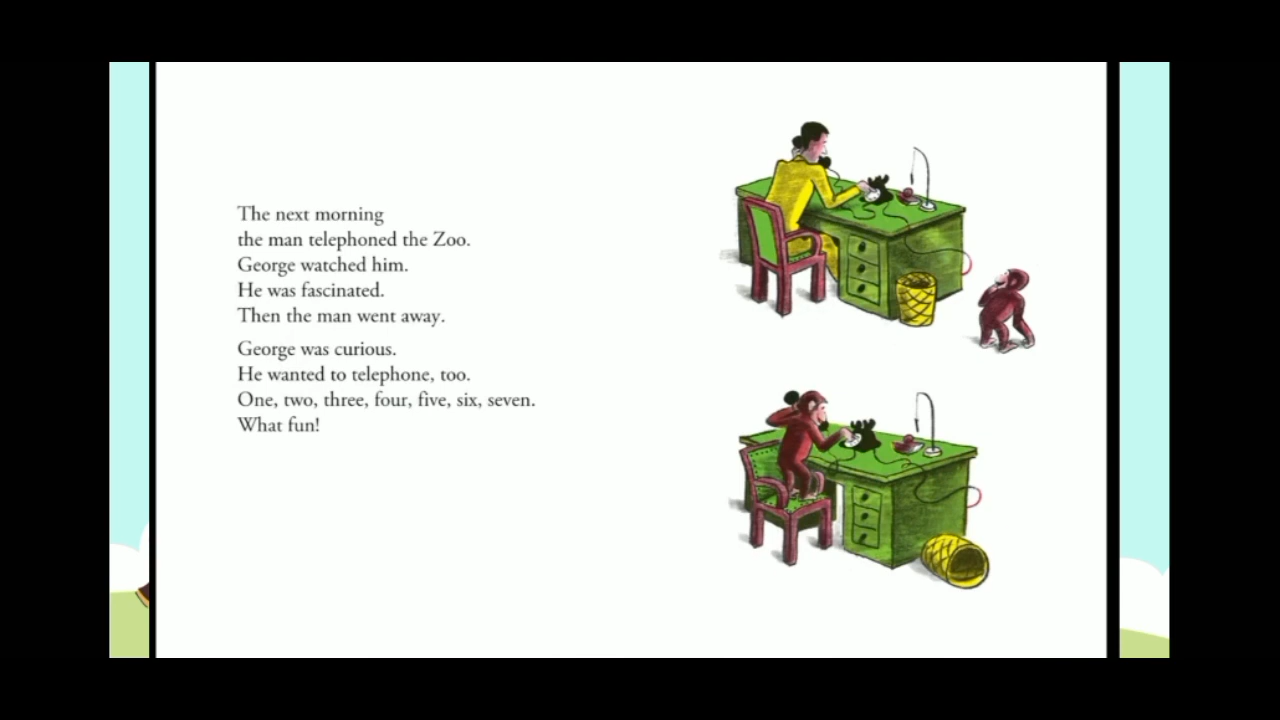 The next morning
the man telephoned the Zoo.
George watched him.
He was fascinated.
Then the man went away.
George was curious.
He wanted to telephone, too.
One, two, three, four, five, six, seven.
What fun!